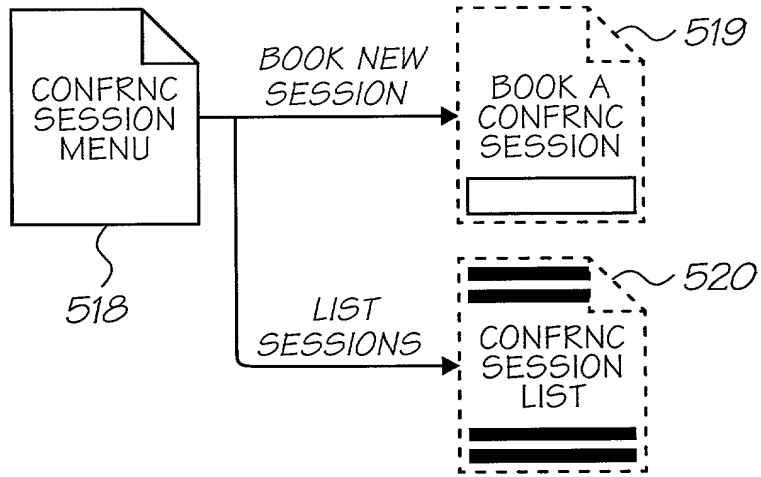 CONFRNC
SESSION
MENU
518
BOOK NEW
SESSION
BOOK A
CONFRNC
SESSION
519
LIST
SESSIONS
CONFRNC
SESSION
LIST
520